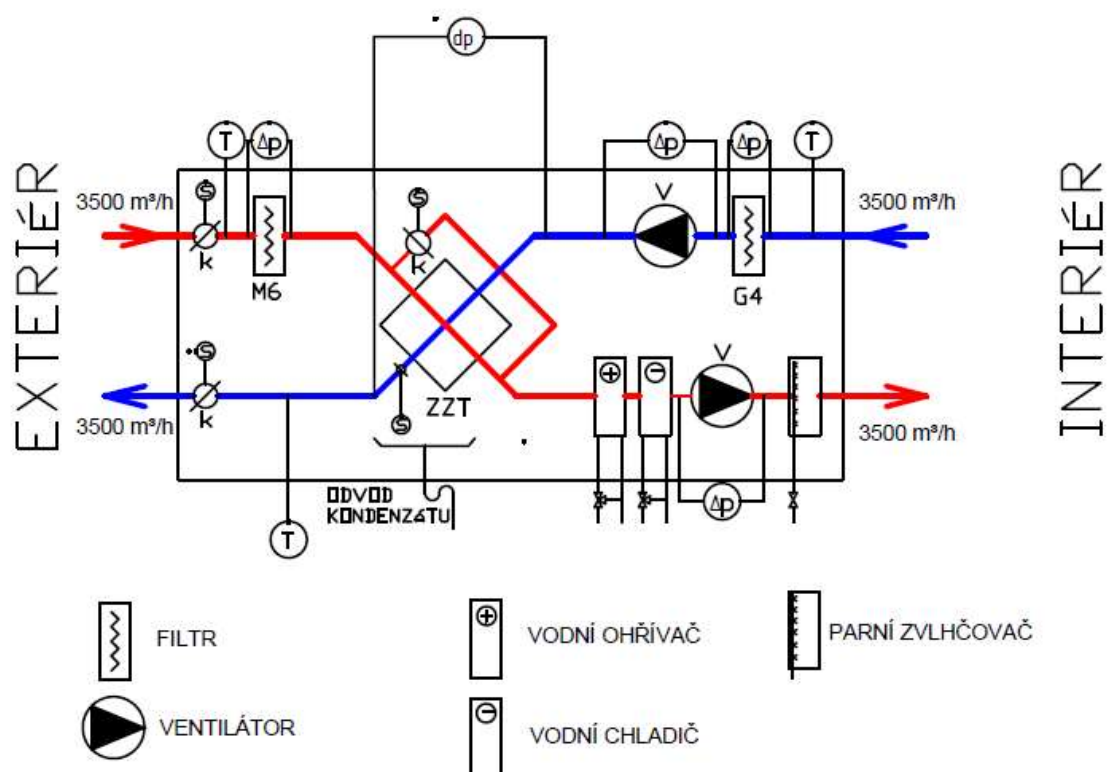 dp
T
Δp
Δp
Δp
T
EXTERIÉR
3500 m³/h
S
S
V
3500 m³/h
INTERIÉR
k
k
M6
G4
S
V
+
-
k
ZZT
S
3500 m³/h
3500 m³/h
ODVOD
KONDENZÁTU
Δp
T
FILTR
+
VODNÍ OHŘÍVAČ
PARNÍ ZVLHČOVAČ
VENTILÁTOR
-
VODNÍ CHLADIČ